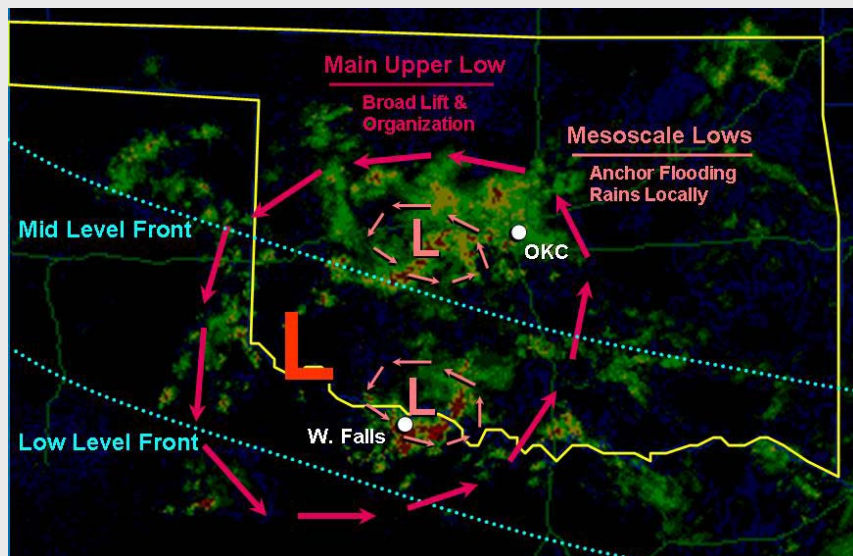 Main Upper Low
Broad Lift &
Organization
Mesoscale Lows
Anchor Flooding
Rains Locally
Mid Level Front
L
OKC
L
L
W. Falls
Low Level Front